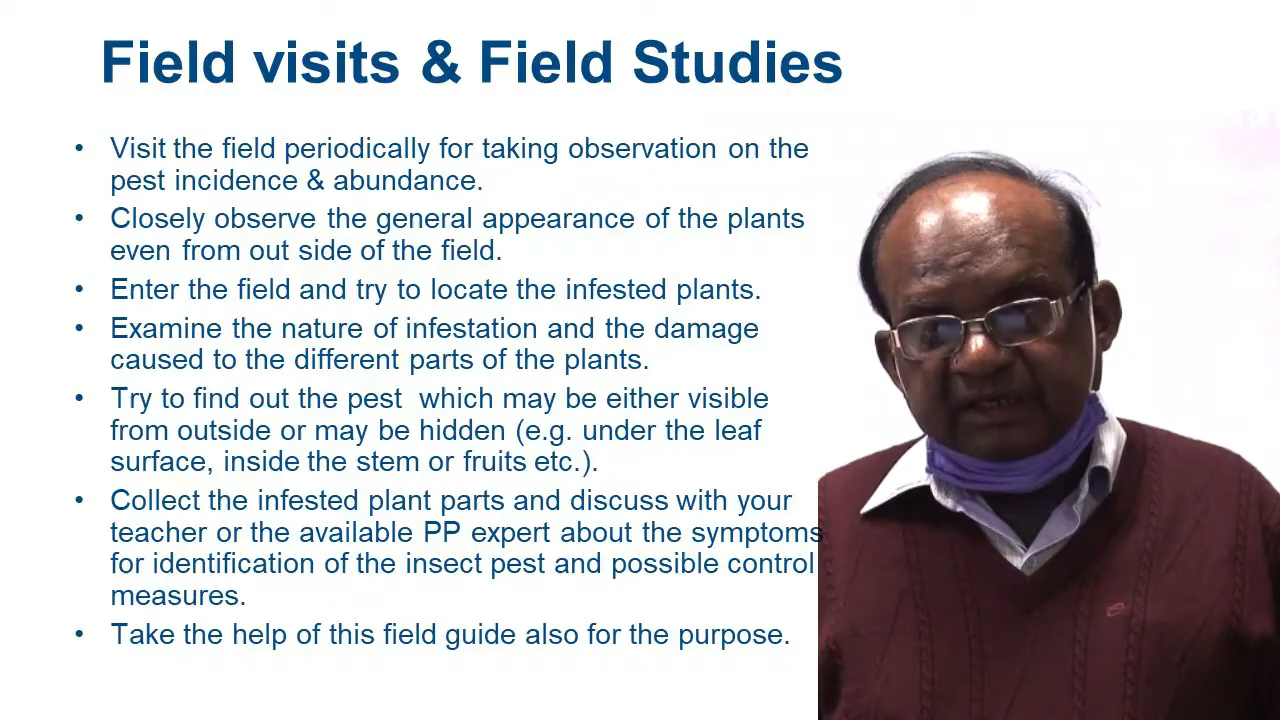 Field visits & Field Studies
• Visit the field periodically for taking observation on the
pest incidence & abundance.
• Closely observe the general appearance of the plants
even from out side of the field.
• Enter the field and try to locate the infested plants.
• Examine the nature of infestation and the damage
caused to the different parts of the plants.
• Try to find out the pest which may be either visible
from outside or may be hidden (e.g. under the leaf
surface, inside the stem or fruits etc.).
• Collect the infested plant parts and discuss with your
teacher or the available PP expert about the symptoms
for identification of the insect pest and possible control
measures.
• Take the help of this field guide also for the purpose.